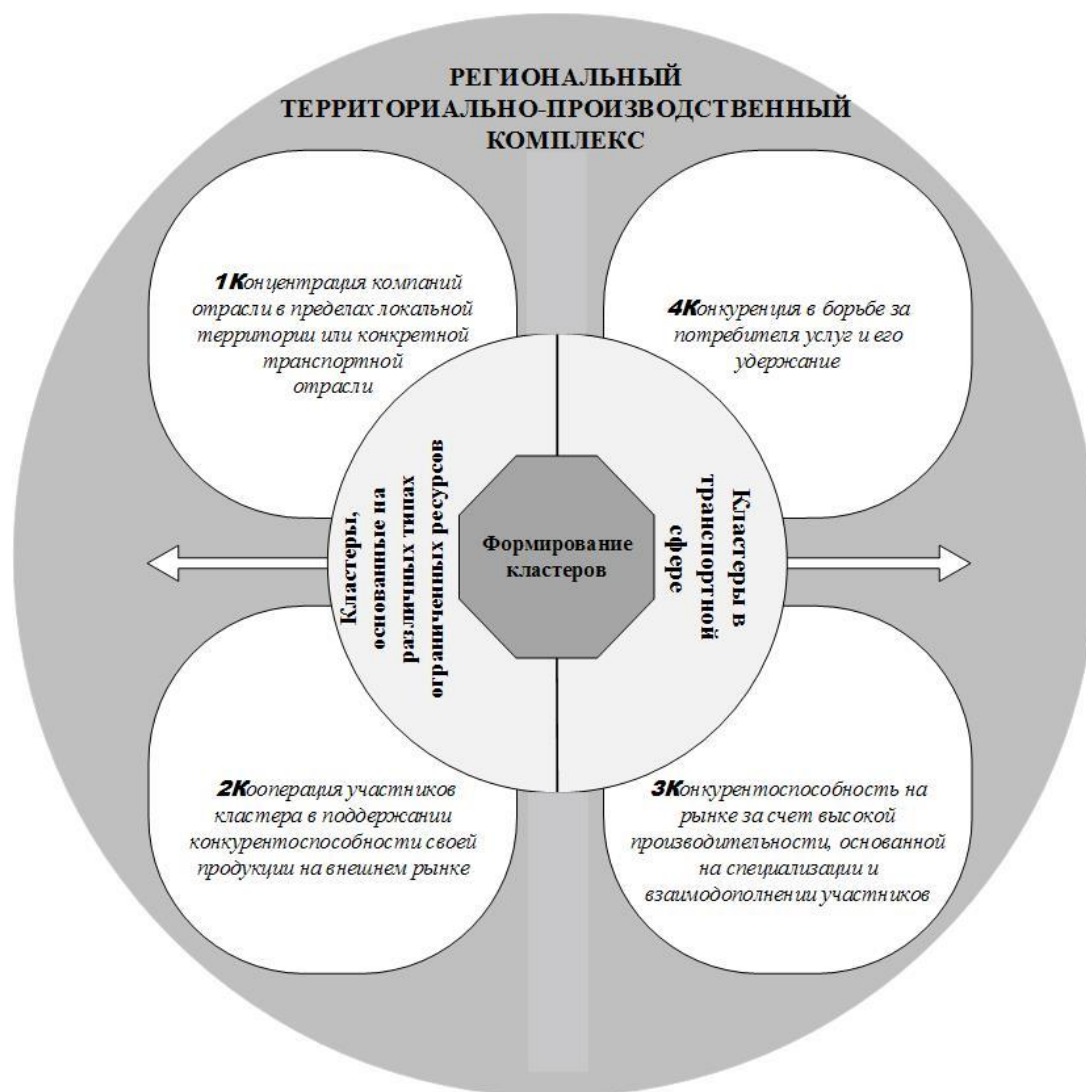 РЕГИОНАЛЬНЫЙ
ТЕРРИТОРИАЛЬНО-ПРОИЗВОДСТВЕННЫЙ
КОМПЛЕКС
1Концентрация компаний
отрасли в пределах локальной
территории или конкретной
транспортной
отрасли
4Конкуренция в борьбе за
потребителя услуг и его
удержание
Кластеры,
основанные на
различных типах
ограниченных ресурсов
Формирование
кластеров
Кластеры в
транспортной
сфере
2Кооперация участников
кластера в поддержании
конкурентоспособности своей
продукции на внешнем рынке
3Конкурентоспособность на
рынке за счет высокой
производительности, основанной
на специализации и
взаимодополнении участников